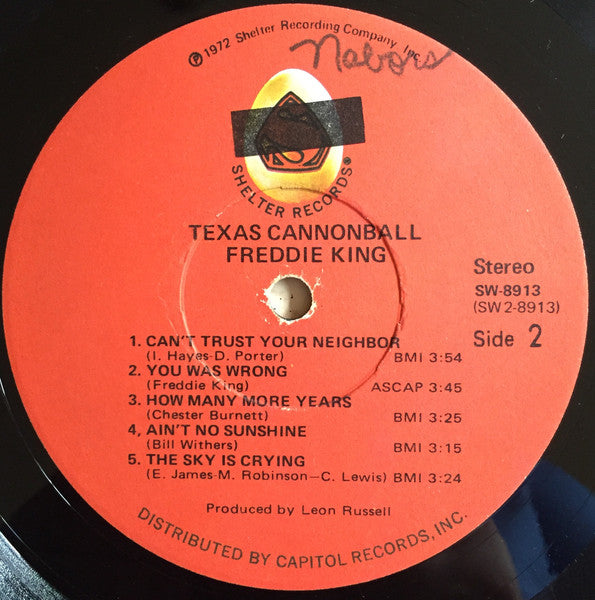 ℗ 1972 Shelter Recording Company, Inc.
Nabors
SHELTER RECORDS®
TEXAS CANNONBALL
FREDDIE KING
Stereo
SW-8913
(SW2-8913)
Side 2
1. CAN'T TRUST YOUR NEIGHBOR
(I. Hayes-D. Porter) BMI 3:54
2. YOU WAS WRONG
(Freddie King) ASCAP 3:45
3. HOW MANY MORE YEARS
(Chester Burnett) BMI 3:25
4, AIN'T NO SUNSHINE
(Bill Withers) BMI 3:15
5. THE SKY IS CRYING
(E. James-M. Robinson-C. Lewis) BMI 3:24
Produced by Leon Russell
DISTRIBUTED BY CAPITOL RECORDS, INC.